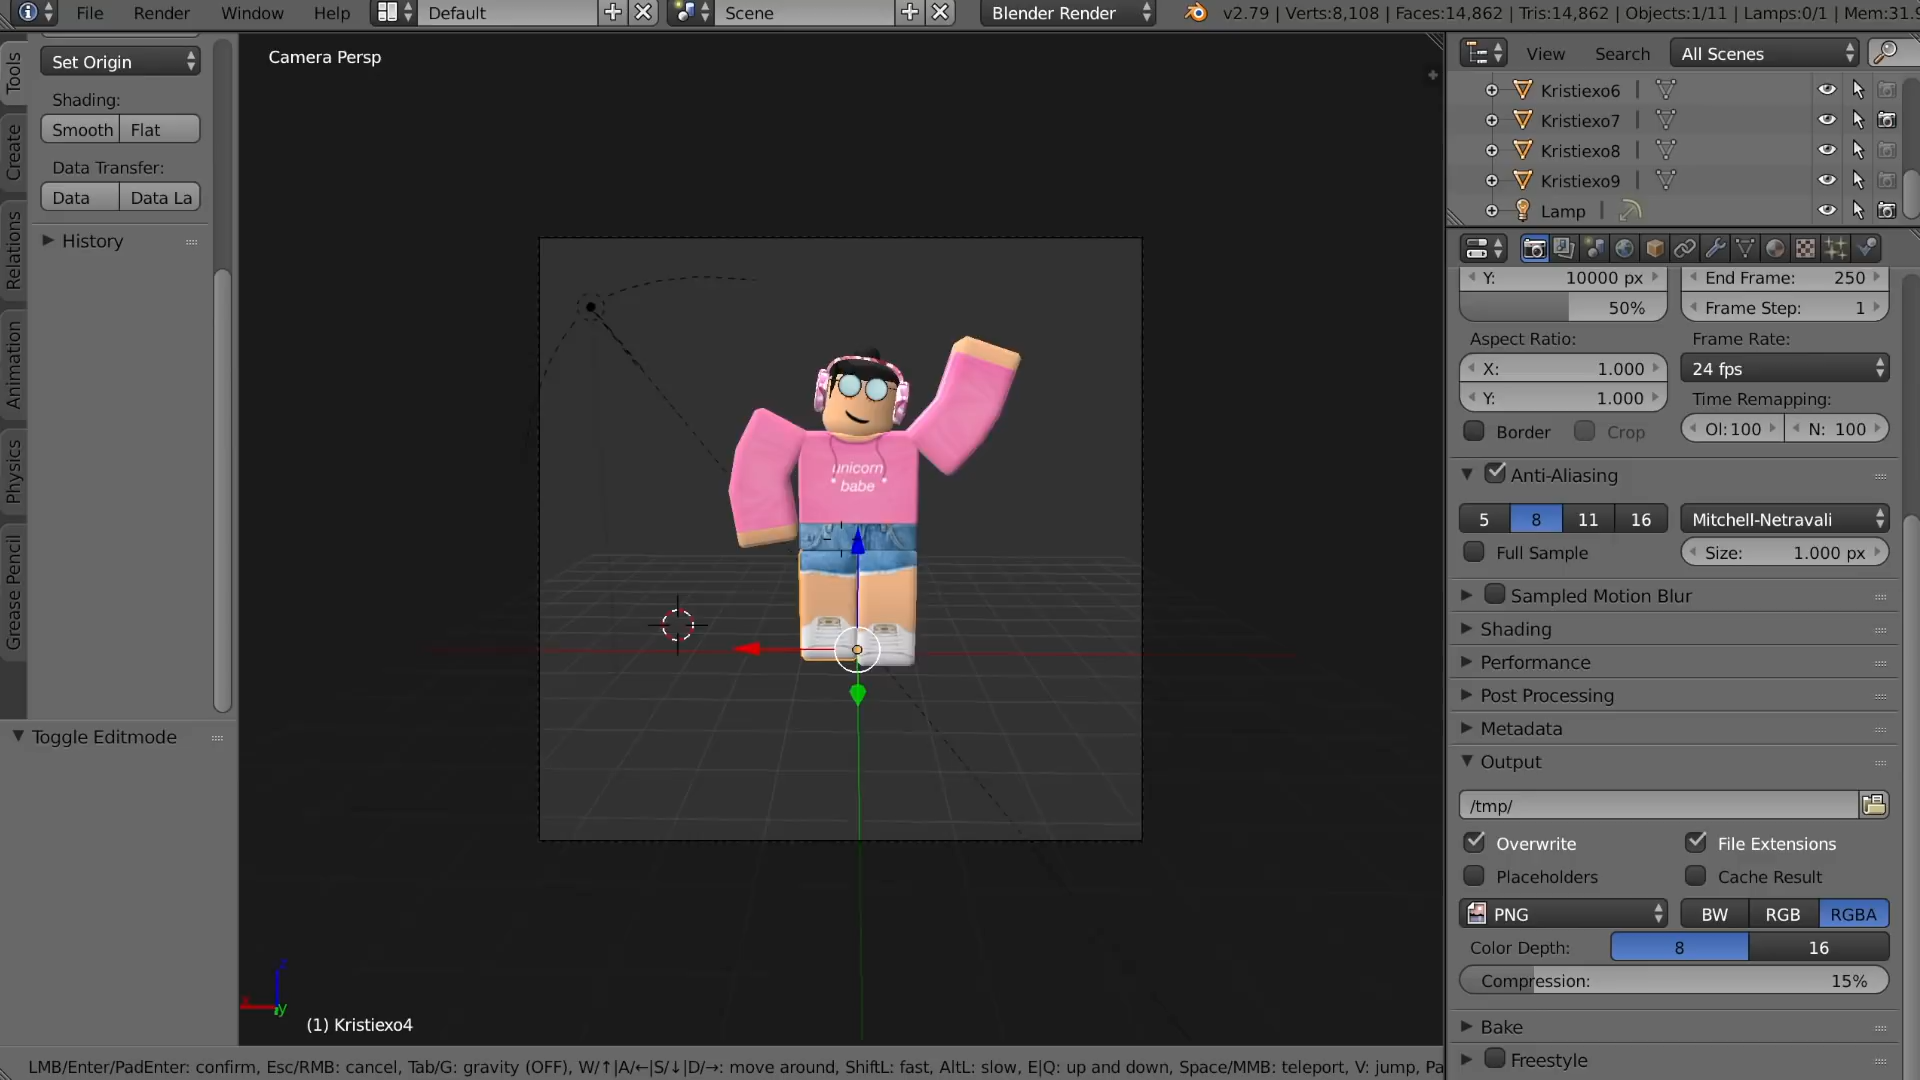 File Render Window Help Default Scene Blender Render v2.79 | Verts:8,108 | Faces:14,862 | Tris:14,862 | Objects:1/11 | Lamps:0/1 | Mem:31.9
Tools
Create
Relations
Animation
Physics
Grease Pencil
Set Origin
Shading:
Smooth Flat
Data Transfer:
Data Data La
History
Toggle Editmode
Camera Persp
unicorn
babe
z
x
y
(1) Kristiexo4
LMB/Enter/PadEnter: confirm, Esc/RMB: cancel, Tab/G: gravity (OFF), W/↑|A/←|S/↓|D/→: move around, ShiftL: fast, AltL: slow, E|Q: up and down, Space/MMB: teleport, V: jump, Pa
View Search All Scenes
Kristiexo6
Kristiexo7
Kristiexo8
Kristiexo9
Lamp
Y: 10000 px End Frame: 250
50% Frame Step: 1
Aspect Ratio: Frame Rate:
X: 1.000 24 fps
Y: 1.000 Time Remapping:
Border Crop Ol:100 N: 100
Anti-Aliasing
5 8 11 16 Mitchell-Netravali
Full Sample Size: 1.000 px
Sampled Motion Blur
Shading
Performance
Post Processing
Metadata
Output
/tmp/
Overwrite File Extensions
Placeholders Cache Result
PNG BW RGB RGBA
Color Depth: 8 16
Compression: 15%
Bake
Freestyle